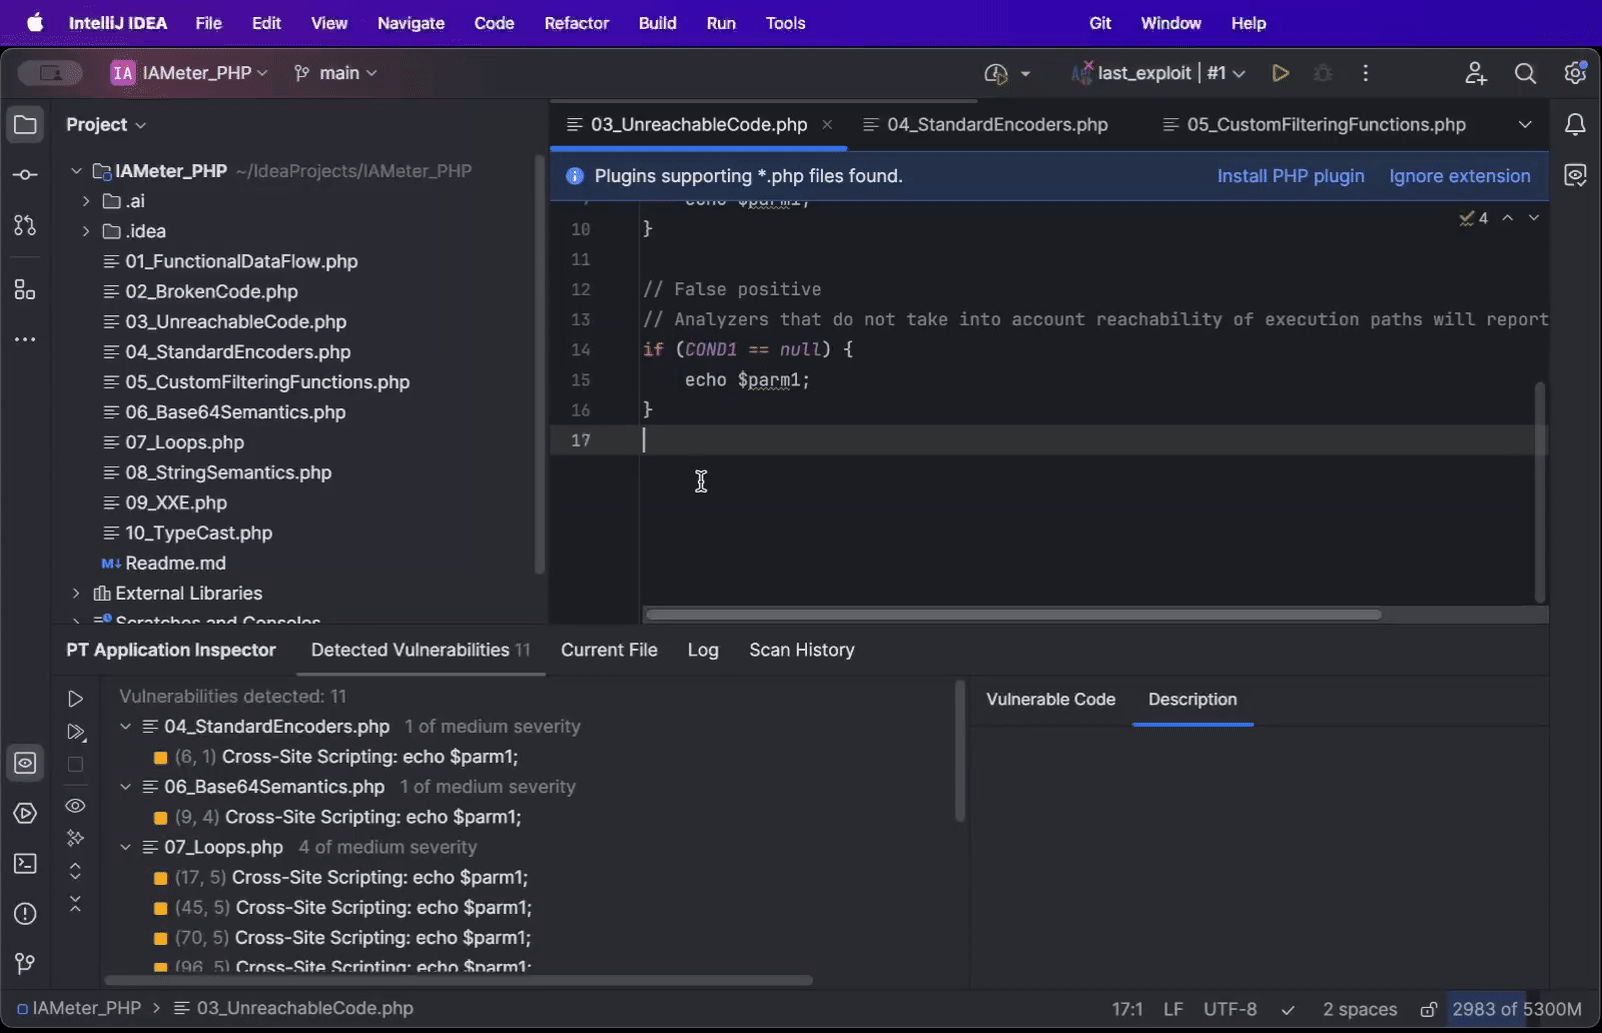 IntelliJ IDEA File Edit View Navigate Code Refactor Build Run Tools Git Window Help
IA IAMeter_PHP main last_exploit | #1
Project
03_UnreachableCode.php 04_StandardEncoders.php 05_CustomFilteringFunctions.php
Plugins supporting *.php files found. Install PHP plugin Ignore extension
IAMeter_PHP ~/IdeaProjects/IAMeter_PHP
.ai
.idea
01_FunctionalDataFlow.php
02_BrokenCode.php
03_UnreachableCode.php
04_StandardEncoders.php
05_CustomFilteringFunctions.php
06_Base64Semantics.php
07_Loops.php
08_StringSemantics.php
09_XXE.php
10_TypeCast.php
M↓ Readme.md
External Libraries
Scratches and Consoles
echo $parm1;
4
10 }
11
12 // False positive
13 // Analyzers that do not take into account reachability of execution paths will report
14 if (COND1 == null) {
15 echo $parm1;
16 }
17
PT Application Inspector Detected Vulnerabilities 11 Current File Log Scan History
Vulnerabilities detected: 11
04_StandardEncoders.php 1 of medium severity
(6, 1) Cross-Site Scripting: echo $parm1;
06_Base64Semantics.php 1 of medium severity
(9, 4) Cross-Site Scripting: echo $parm1;
07_Loops.php 4 of medium severity
(17, 5) Cross-Site Scripting: echo $parm1;
(45, 5) Cross-Site Scripting: echo $parm1;
(70, 5) Cross-Site Scripting: echo $parm1;
(96, 5) Cross-Site Scripting: echo $parm1;
Vulnerable Code Description
IAMeter_PHP > 03_UnreachableCode.php 17:1 LF UTF-8 2 spaces 2983 of 5300M